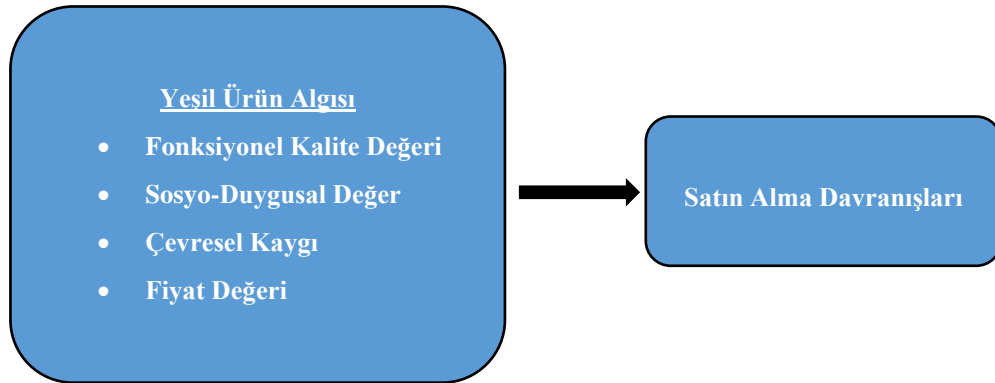 Yeşil Ürün Algısı
• Fonksiyonel Kalite Değeri
• Sosyo-Duygusal Değer
• Çevresel Kaygı
• Fiyat Değeri
Satın Alma Davranışları